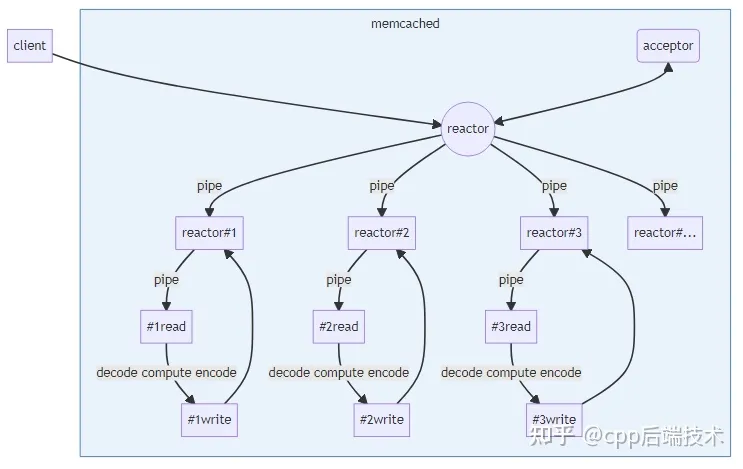 memcached
client
acceptor
reactor
pipe
pipe
pipe
pipe
reactor#1
reactor#2
reactor#3
reactor#...
pipe
pipe
pipe
#1read
#2read
#3read
decode compute encode
decode compute encode
decode compute encode
#1write
#2write
#3write
知乎 @cpp后端技术